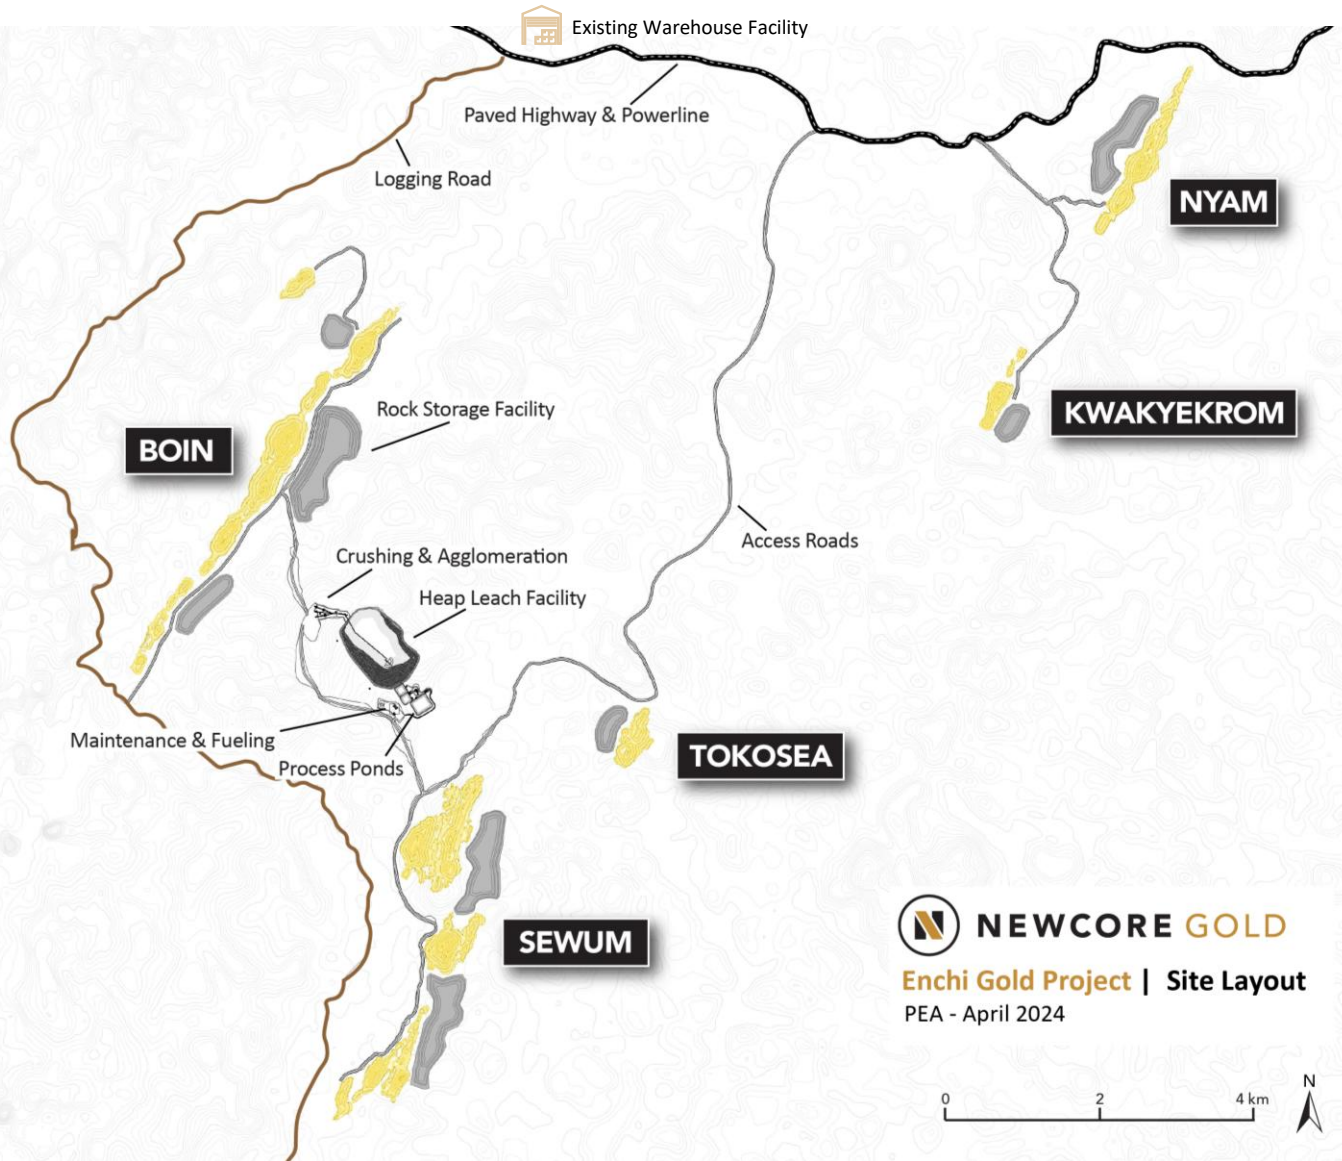 Existing Warehouse Facility
Paved Highway & Powerline
Logging Road
NYAM
Rock Storage Facility
KWAKYEKROM
BOIN
Access Roads
Crushing & Agglomeration
Heap Leach Facility
Maintenance & Fueling
Process Ponds
TOKOSEA
SEWUM
NEWCORE GOLD
Enchi Gold Project | Site Layout
PEA - April 2024
N
0 2 4 km